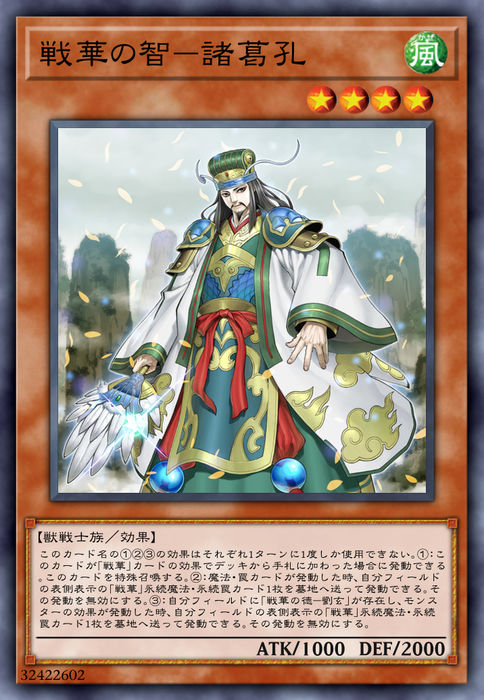 戦華の智－諸葛孔
風
かぜ
【獣戦士族／効果】
このカード名の①②③の効果はそれぞれ1ターンに1度しか使用できない。①：こ
のカードが「戦華」カードの効果でデッキから手札に加わった場合に発動できる
。このカードを特殊召喚する。②：魔法・罠カードが発動した時、自分フィールド
の表側表示の「戦華」永続魔法・永続罠カード1枚を墓地へ送って発動できる。そ
の発動を無効にする。③：自分フィールドに「戦華の徳－劉玄」が存在し、モンス
ターの効果が発動した時、自分フィールドの表側表示の「戦華」永続魔法・永続
罠カード1枚を墓地へ送って発動できる。その発動を無効にする。
ATK/1000 DEF/2000
32422602